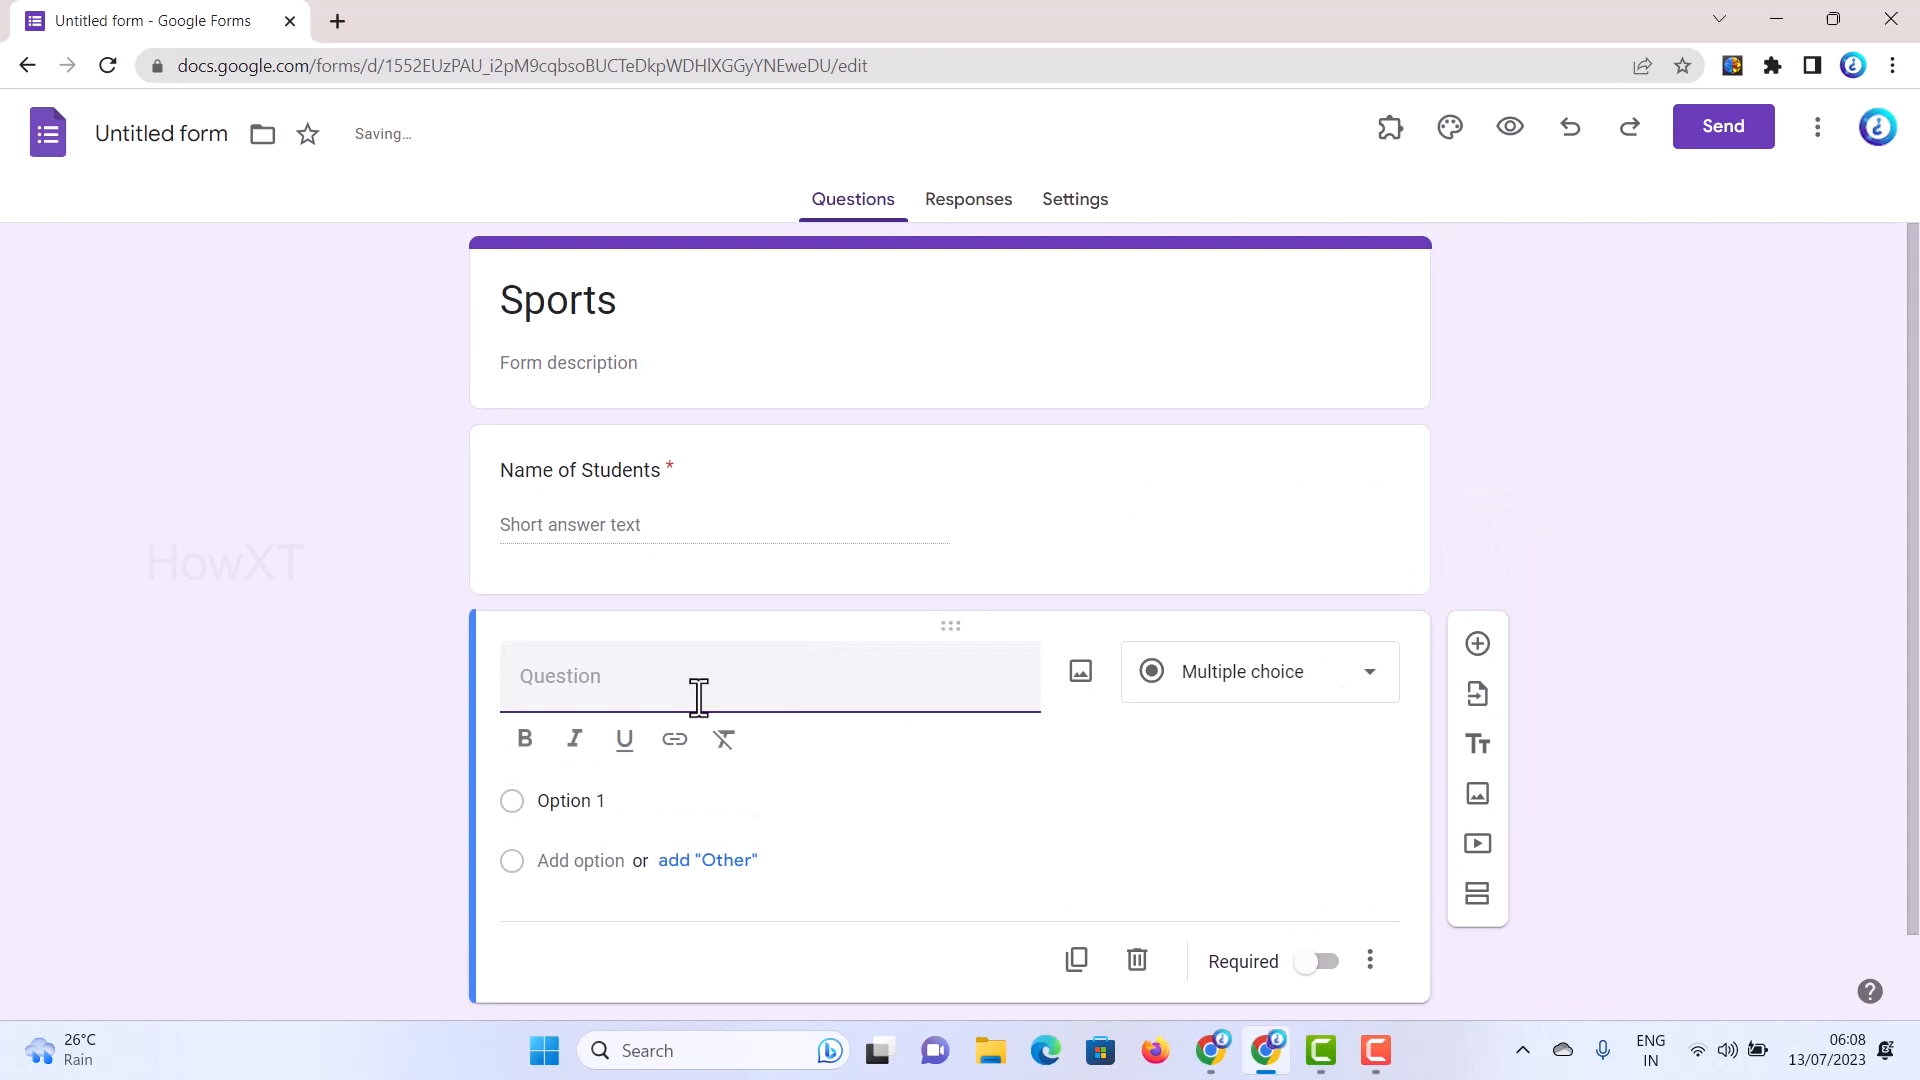 Untitled form - Google Forms
docs.google.com/forms/d/1552EUzPAU_i2pM9cqbsoBUCTeDkpWDHlXGGyYNEweDU/edit
Untitled form
Saving...
Send
Questions
Responses
Settings
Sports
Form description
Name of Students *
Short answer text
HowXT
Question
Multiple choice
B I U
Tт
Option 1
Add option or add "Other"
Required
26°C
Rain
Search
ENG
IN
06:08
13/07/2023